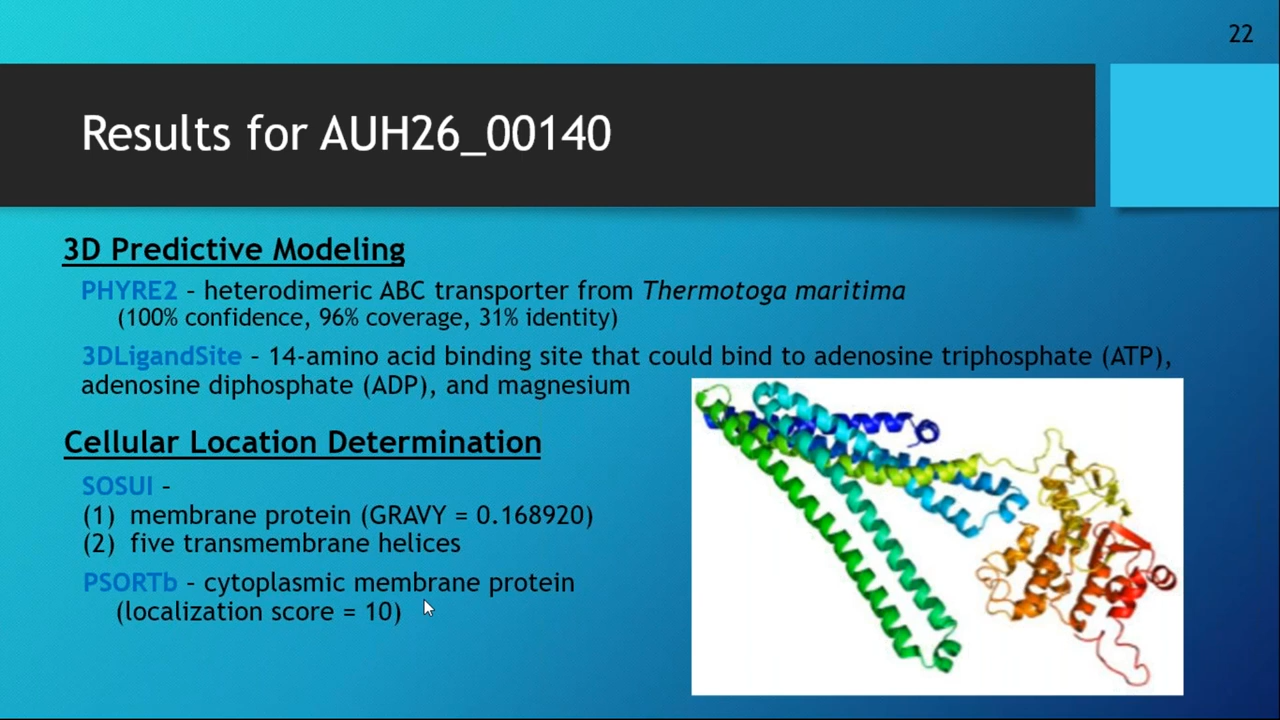 22
Results for AUH26_00140
3D Predictive Modeling
PHYRE2 – heterodimeric ABC transporter from Thermotoga maritima
(100% confidence, 96% coverage, 31% identity)
3DLigandSite – 14-amino acid binding site that could bind to adenosine triphosphate (ATP),
adenosine diphosphate (ADP), and magnesium
Cellular Location Determination
SOSUI –
(1) membrane protein (GRAVY = 0.168920)
(2) five transmembrane helices
PSORTb – cytoplasmic membrane protein
(localization score = 10)